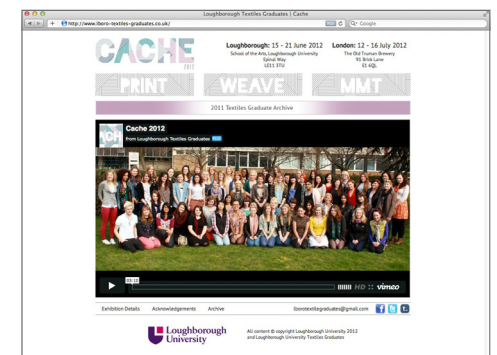 Loughborough Textiles Graduates | Cache
http://www.lboro-textiles-graduates.co.uk/
Google
CACHE
2012
Loughborough: 15 - 21 June 2012
School of the Arts, Loughborough University
Epinal Way
LE11 3TU
London: 12 - 16 July 2012
The Old Truman Brewery
91 Brick Lane
E1 6QL
PRINT
WEAVE
MMT
2011 Textiles Graduate Archive
CH
Cache 2012
from Loughborough Textiles Graduates
03:10
HD
vimeo
Exhibition Details
Acknowledgements
Archive
lborotextilegraduates@gmail.com
f
t
t.
Loughborough
University
All content © copyright Loughborough University 2012
and Loughborough University Textiles Graduates